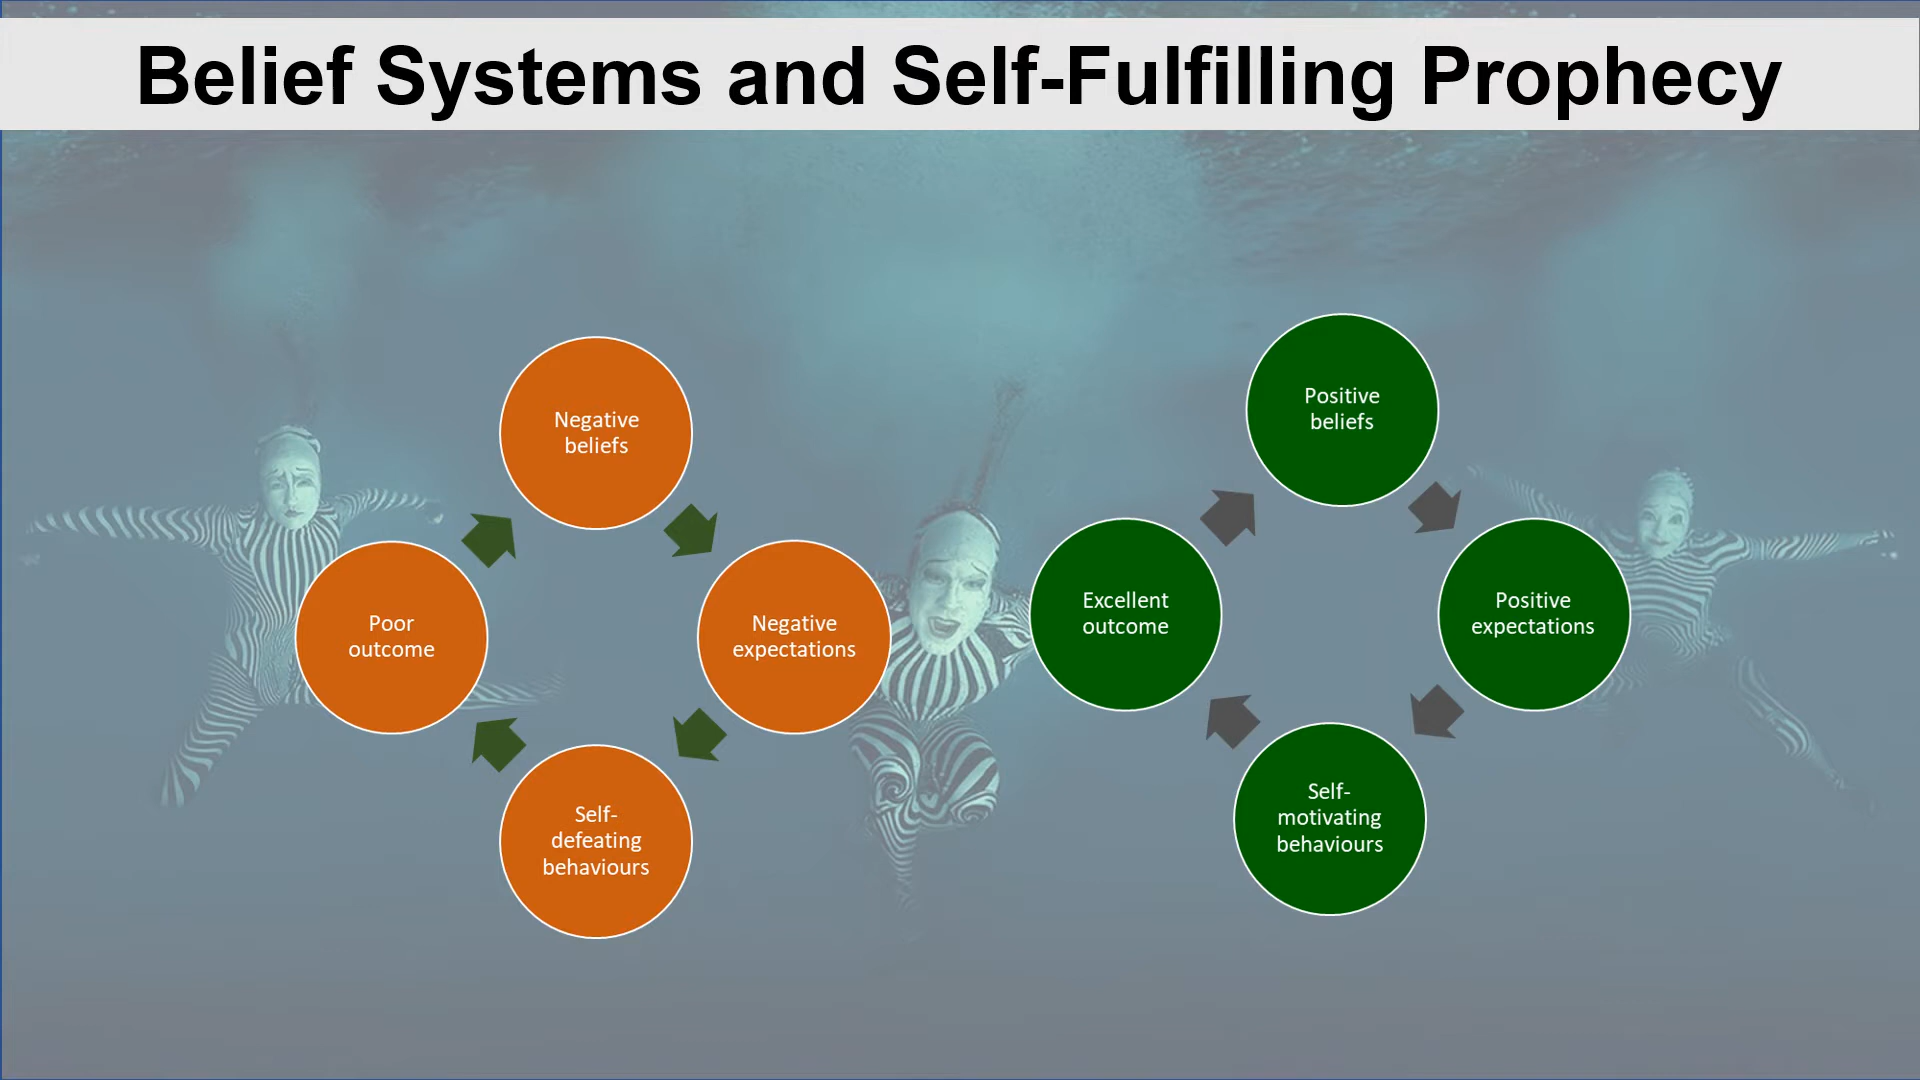 Belief Systems and Self-Fulfilling Prophecy
Negative
beliefs
Negative
expectations
Self-
defeating
behaviours
Poor
outcome
Positive
beliefs
Positive
expectations
Self-
motivating
behaviours
Excellent
outcome